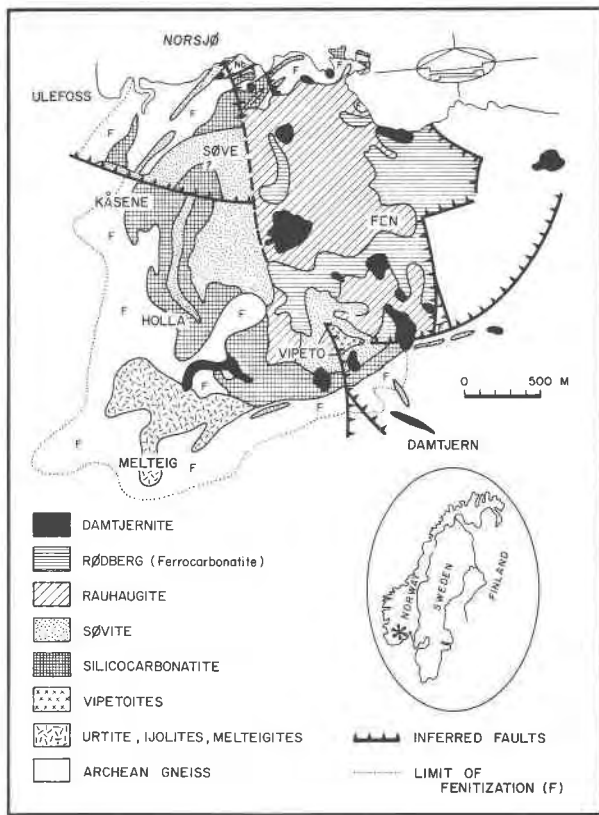 NORSJØ
F
F
ULEFOSS
F
F
SØVE
?
KÅSENE
F
FEN
F
HOLLA
F
F
VIPETO
F
F
0 500 M
F
F
DAMTJERN
F
MELTEIG
F
DAMTJERNITE
RØDBERG (Ferrocarbonatite)
RAUHAUGITE
SØVITE
SILICOCARBONATITE
VIPETOITES
URTITE, IJOLITES, MELTEIGITES
ARCHEAN GNEISS
NORWAY
SWEDEN
FINLAND
INFERRED FAULTS
LIMIT OF
FENITIZATION (F)